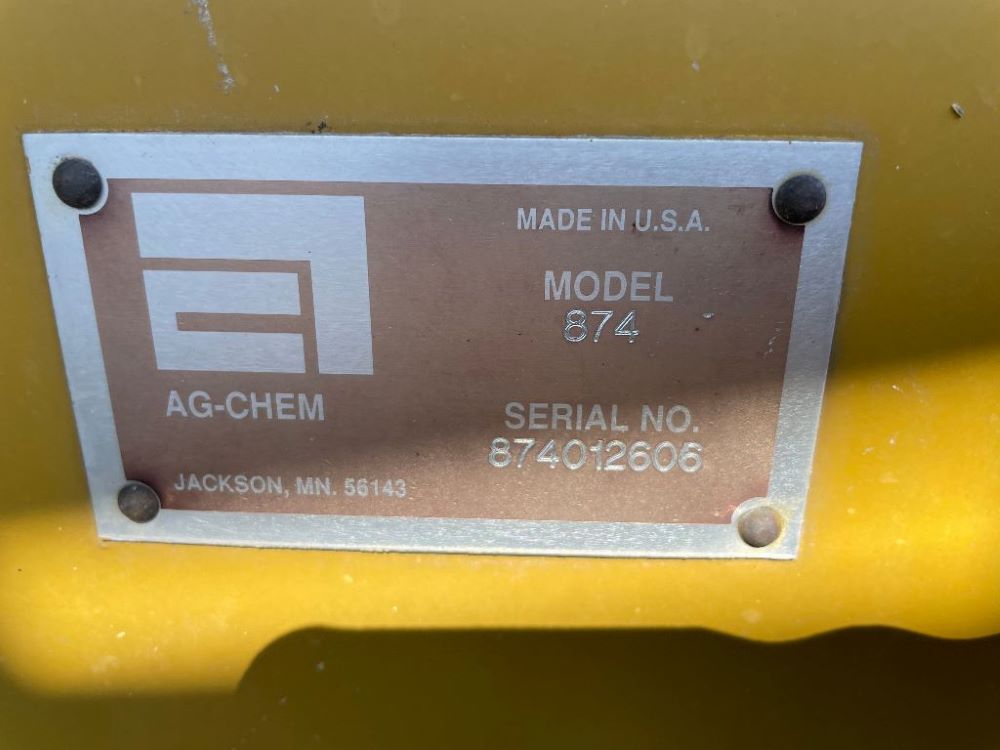 MADE IN U.S.A.
MODEL
874
AG-CHEM
SERIAL NO.
874012606
JACKSON, MN. 56143